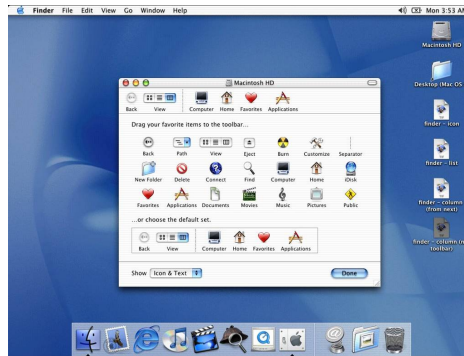 Finder File Edit View Go Window Help
Mon 3:53 AM
Macintosh HD
Macintosh HD
Desktop (Mac OS
Back View Computer Home Favorites Applications
Drag your favorite items to the toolbar...
Back Path View Eject Burn Customize Separator
finder - icon
New Folder Delete Connect Find Computer Home iDisk
finder - list
Favorites Applications Documents Movies Music Pictures Public
finder - column
(from next)
...or choose the default set.
Back View Computer Home Favorites Applications
finder - column (n
toolbar)
Show Icon & Text Done